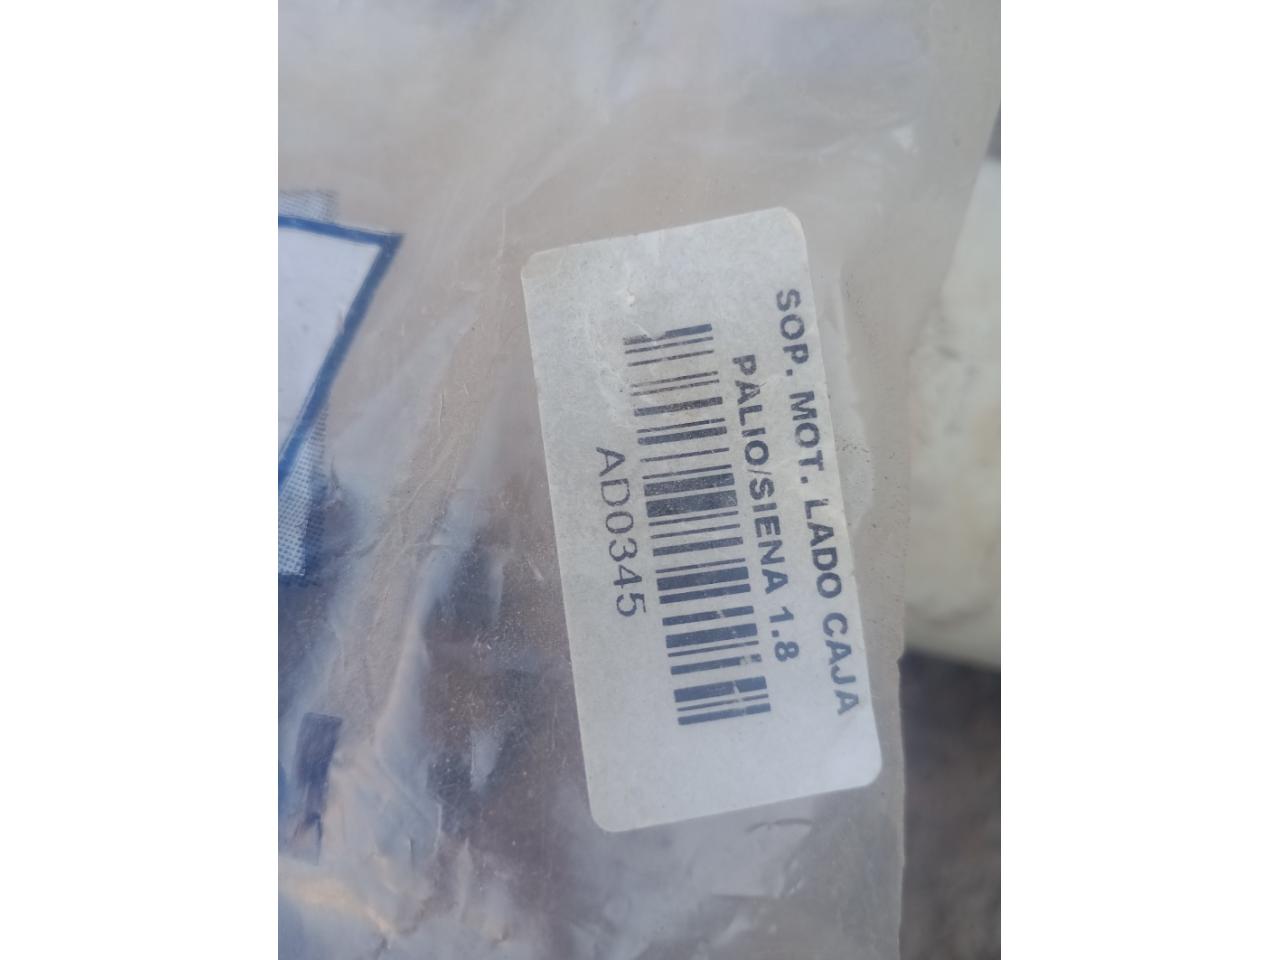 SOP. MOT. LADO CAJA
PALIO/SIENA 1.8
AD0345